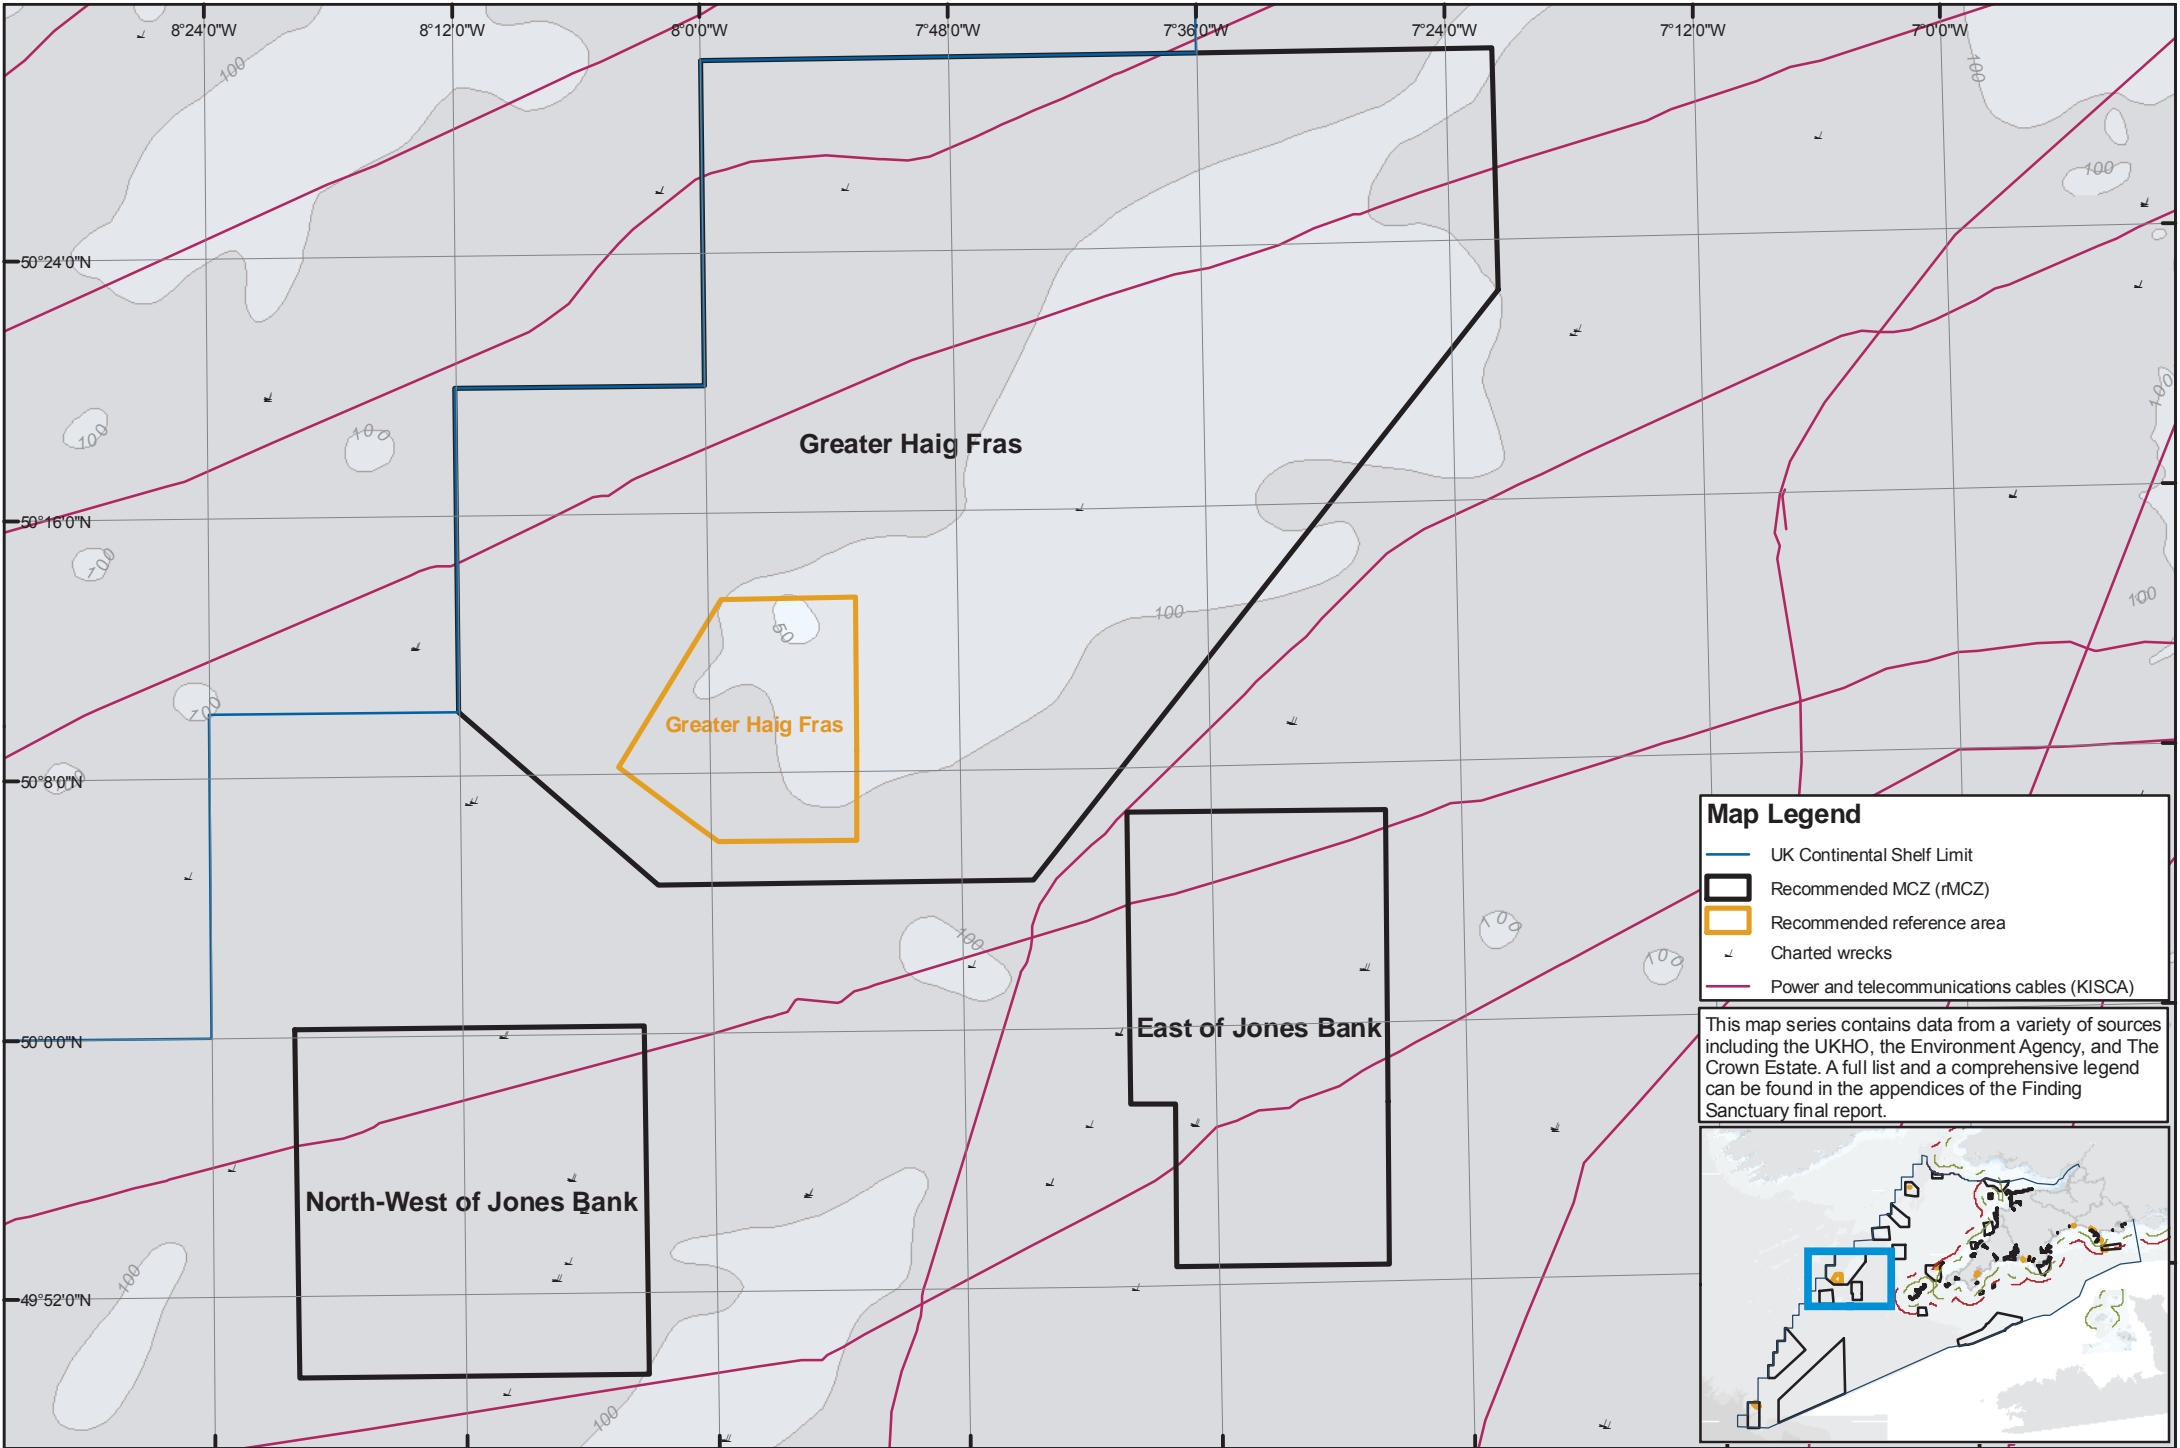 8°24'0"W
8°12'0"W
8°0'0"W
7°48'0"W
7°36'0"W
7°24'0"W
7°12'0"W
7°0'0"W
100
100
100
50°24'0"N
100
100
100
Greater Haig Fras
50°16'0"N
100
100
100
50
100
Greater Haig Fras
50°8'0"N
100
Map Legend
UK Continental Shelf Limit
Recommended MCZ (rMCZ)
Recommended reference area
Charted wrecks
Power and telecommunications cables (KISCA)
100
100
100
This map series contains data from a variety of sources
including the UKHO, the Environment Agency, and The
Crown Estate. A full list and a comprehensive legend
can be found in the appendices of the Finding
Sanctuary final report.
50°0'0"N
East of Jones Bank
North-West of Jones Bank
100
49°52'0"N
100